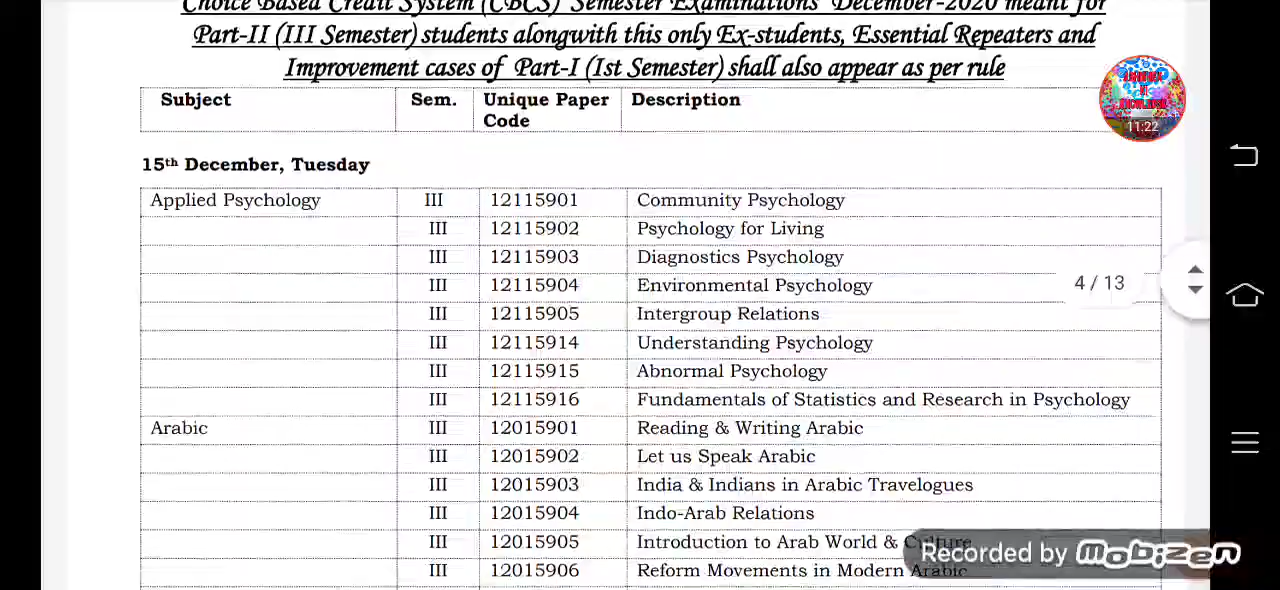 Choice Based Credit System (CBCS) Semester Examinations December-2020 meant for
Part-II (III Semester) students alongwith this only Ex-students, Essential Repeaters and
Improvement cases of Part-I (Ist Semester) shall also appear as per rule
Subject Sem. Unique Paper Code Description
11:22
15th December, Tuesday
Applied Psychology III 12115901 Community Psychology
III 12115902 Psychology for Living
III 12115903 Diagnostics Psychology
III 12115904 Environmental Psychology
4 / 13
III 12115905 Intergroup Relations
III 12115914 Understanding Psychology
III 12115915 Abnormal Psychology
III 12115916 Fundamentals of Statistics and Research in Psychology
Arabic III 12015901 Reading & Writing Arabic
III 12015902 Let us Speak Arabic
III 12015903 India & Indians in Arabic Travelogues
III 12015904 Indo-Arab Relations
III 12015905 Introduction to Arab World & Culture
III 12015906 Reform Movements in Modern Arabic
Recorded by mobizen